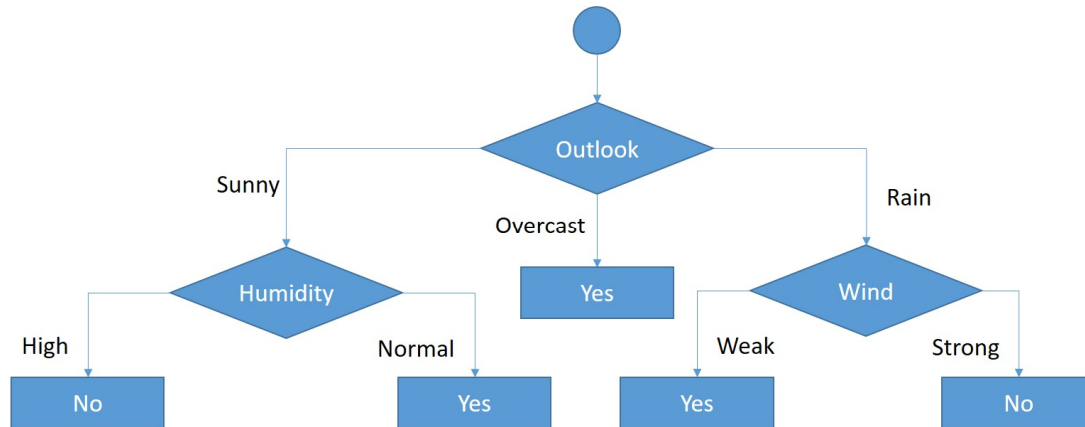 Outlook
Sunny
Overcast
Rain
Humidity
Yes
Wind
High
Normal
Weak
Strong
No
Yes
Yes
No